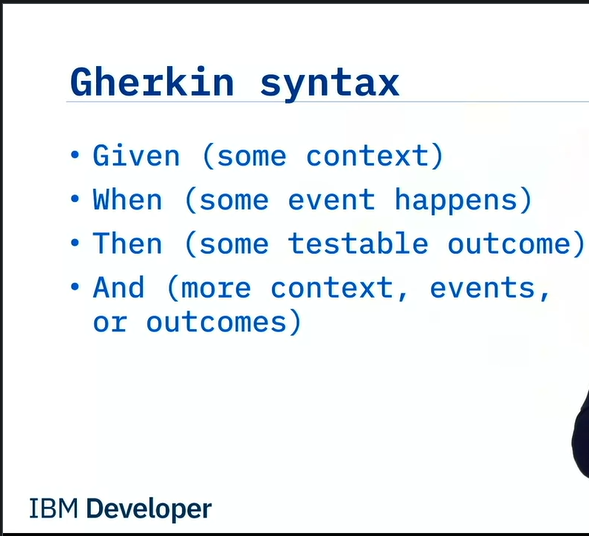 Gherkin syntax
• Given (some context)
• When (some event happens)
• Then (some testable outcome)
• And (more context, events,
or outcomes)
IBM Developer